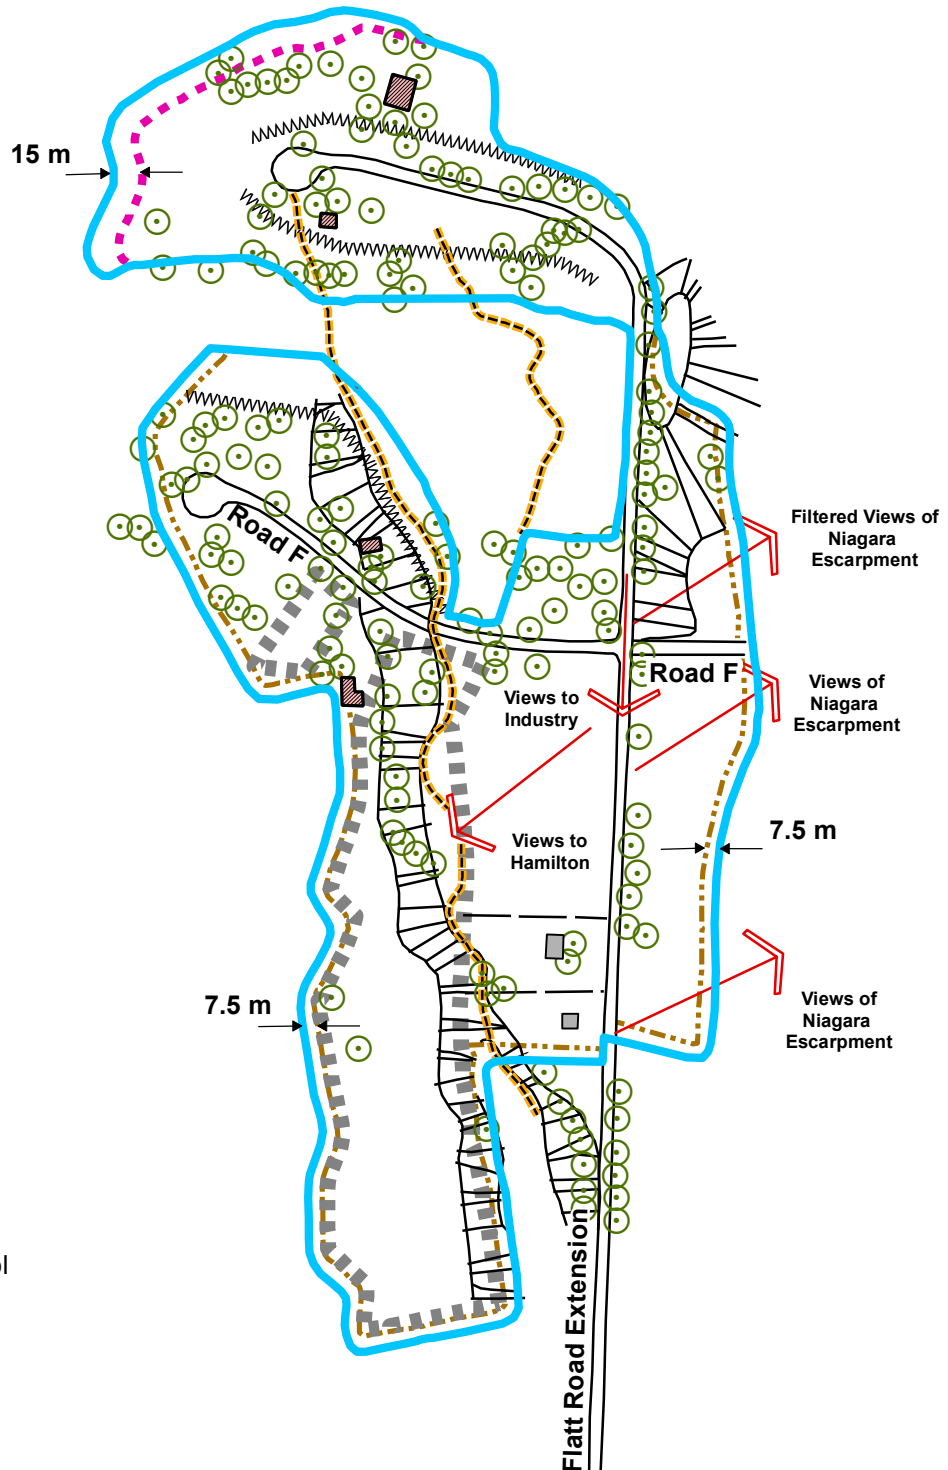 15 m
Road F
Filtered Views of
Niagara
Escarpment
Road F
Views to
Industry
Views of
Niagara
Escarpment
7.5 m
Views to
Hamilton
7.5 m
Views of
Niagara
Escarpment
ol
Flatt Road Extension